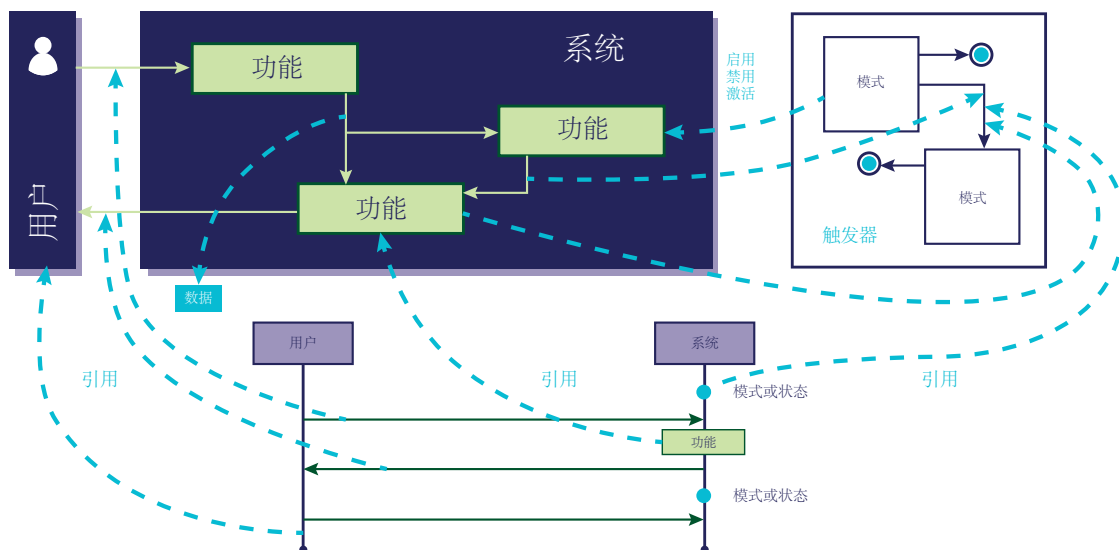 系统
功能
功能
功能
用户
启用
禁用
激活
模式
模式
触发器
数据
用户
系统
引用
引用
引用
模式或状态
功能
模式或状态